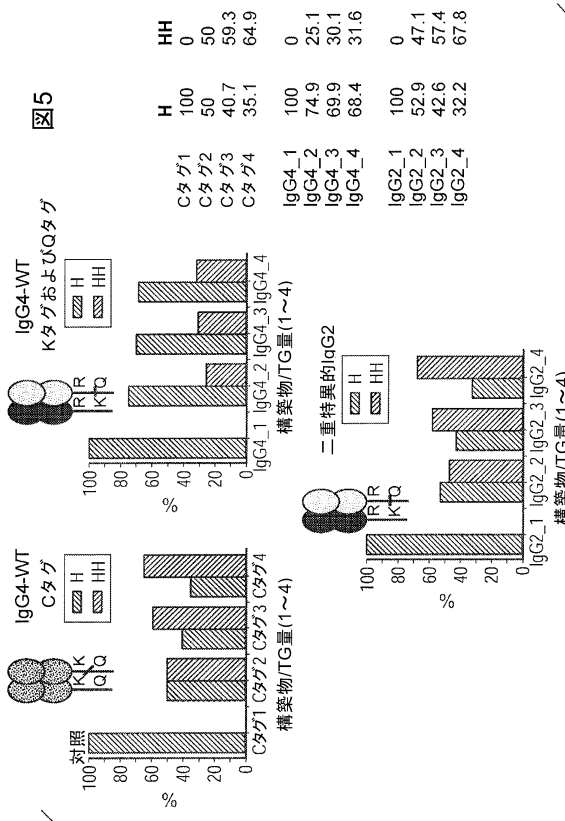 図5
IgG4-WT
Cタグ
H
HH
K K
Q Q
対照
%
100
80
60
40
20
0
Cタグ1 Cタグ2 Cタグ3 Cタグ4
構築物/TG量(1~4)
IgG4-WT
KタグおよびQタグ
H
HH
R R
K Q
%
100
80
60
40
20
0
IgG4_1 IgG4_2 IgG4_3 IgG4_4
構築物/TG量(1~4)
二重特異的IgG2
H
HH
R R
K Q
%
100
80
60
40
20
0
IgG2_1 IgG2_2 IgG2_3 IgG2_4
構築物/TG量(1~4)
H HH
Cタグ1 100 0
Cタグ2 50 50
Cタグ3 40.7 59.3
Cタグ4 35.1 64.9
IgG4_1 100 0
IgG4_2 74.9 25.1
IgG4_3 69.9 30.1
IgG4_4 68.4 31.6
IgG2_1 100 0
IgG2_2 52.9 47.1
IgG2_3 42.6 57.4
IgG2_4 32.2 67.8